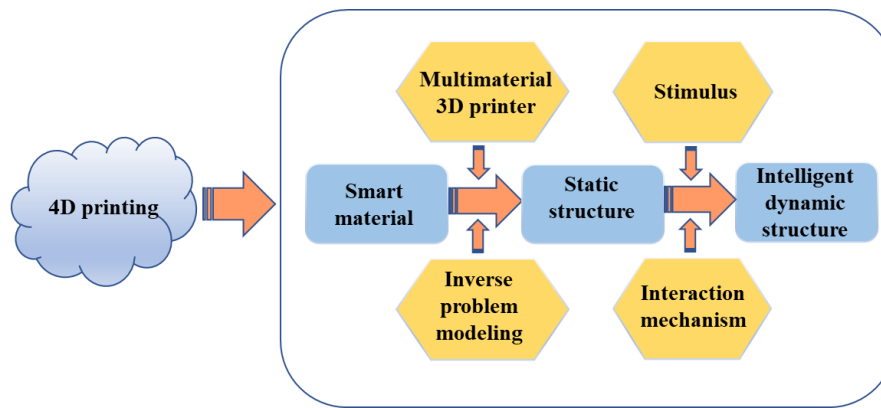 4D printing
Multimaterial
3D printer
Stimulus
Smart
material
Static
structure
Intelligent
dynamic
structure
Inverse
problem
modeling
Interaction
mechanism